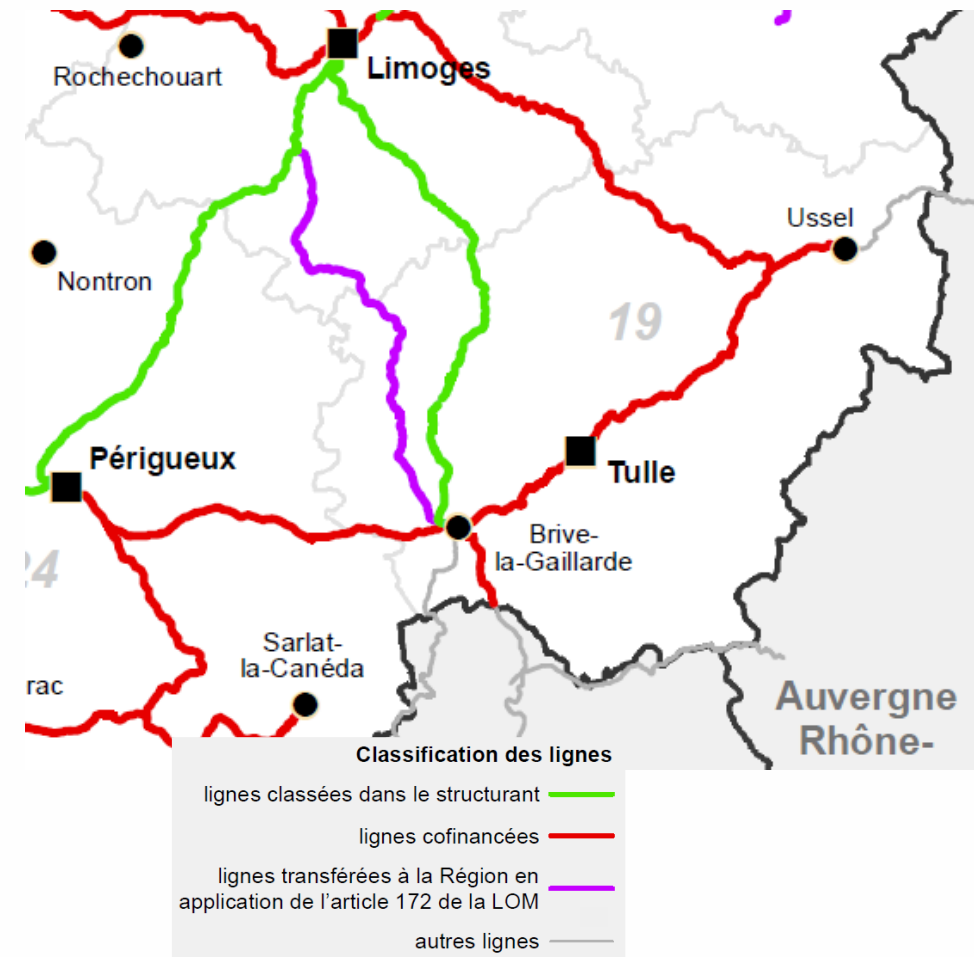 Rochechouart
Limoges
Ussel
Nontron
19
Périgueux
Tulle
Brive-
la-Gaillarde
24
Sarlat-
la-Canéda
rac
Auvergne
Rhône-
Classification des lignes
lignes classées dans le structurant
lignes cofinancées
lignes transférées à la Région en
application de l'article 172 de la LOM
autres lignes